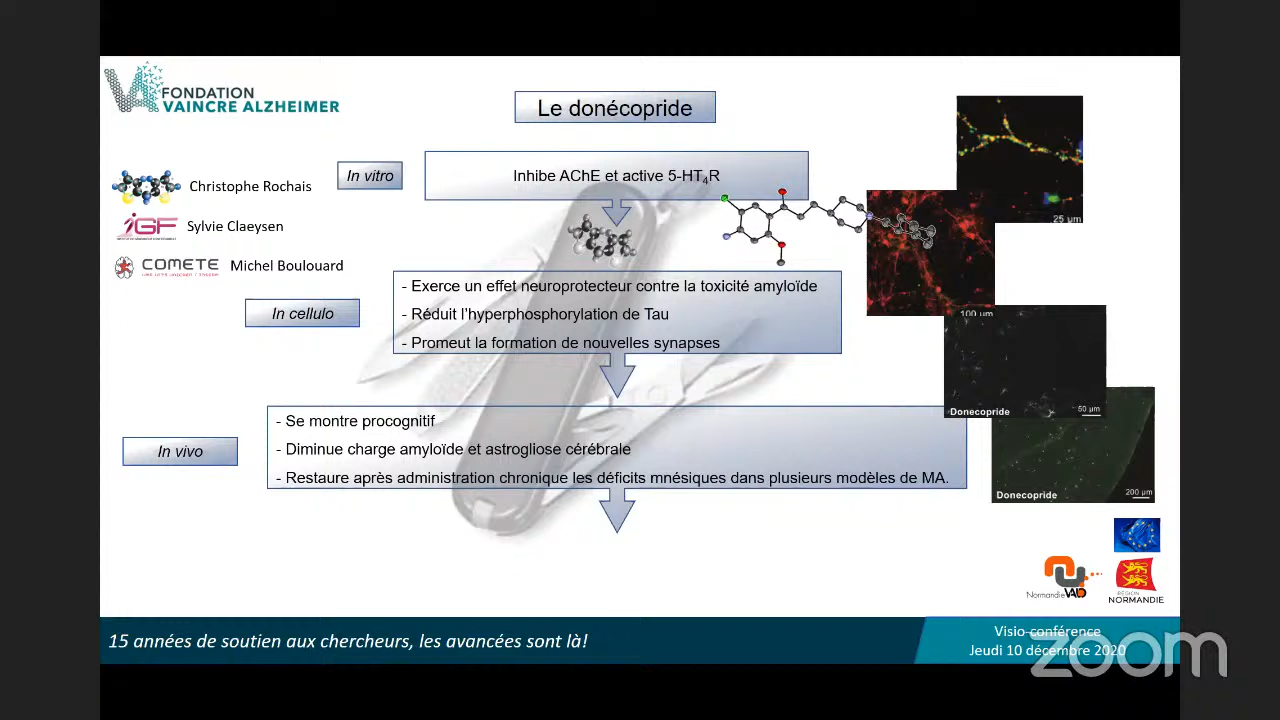 FONDATION
VAINCRE ALZHEIMER
Le donécopride
In vitro
Inhibe AChE et active 5-HT4R
Christophe Rochais
iGF
Sylvie Claeysen
COMETE
Michel Boulouard
25 µm
100 µm
In cellulo
- Exerce un effet neuroprotecteur contre la toxicité amyloïde
- Réduit l’hyperphosphorylation de Tau
- Promeut la formation de nouvelles synapses
Donecopride
50 µm
In vivo
- Se montre procognitif
- Diminue charge amyloïde et astrogliose cérébrale
- Restaure après administration chronique les déficits mnésiques dans plusieurs modèles de MA.
Donecopride
200 µm
Normandie VALO
RÉGION
NORMANDIE
15 années de soutien aux chercheurs, les avancées sont là!
Visio-conférence
Jeudi 10 décembre 2020
zoom